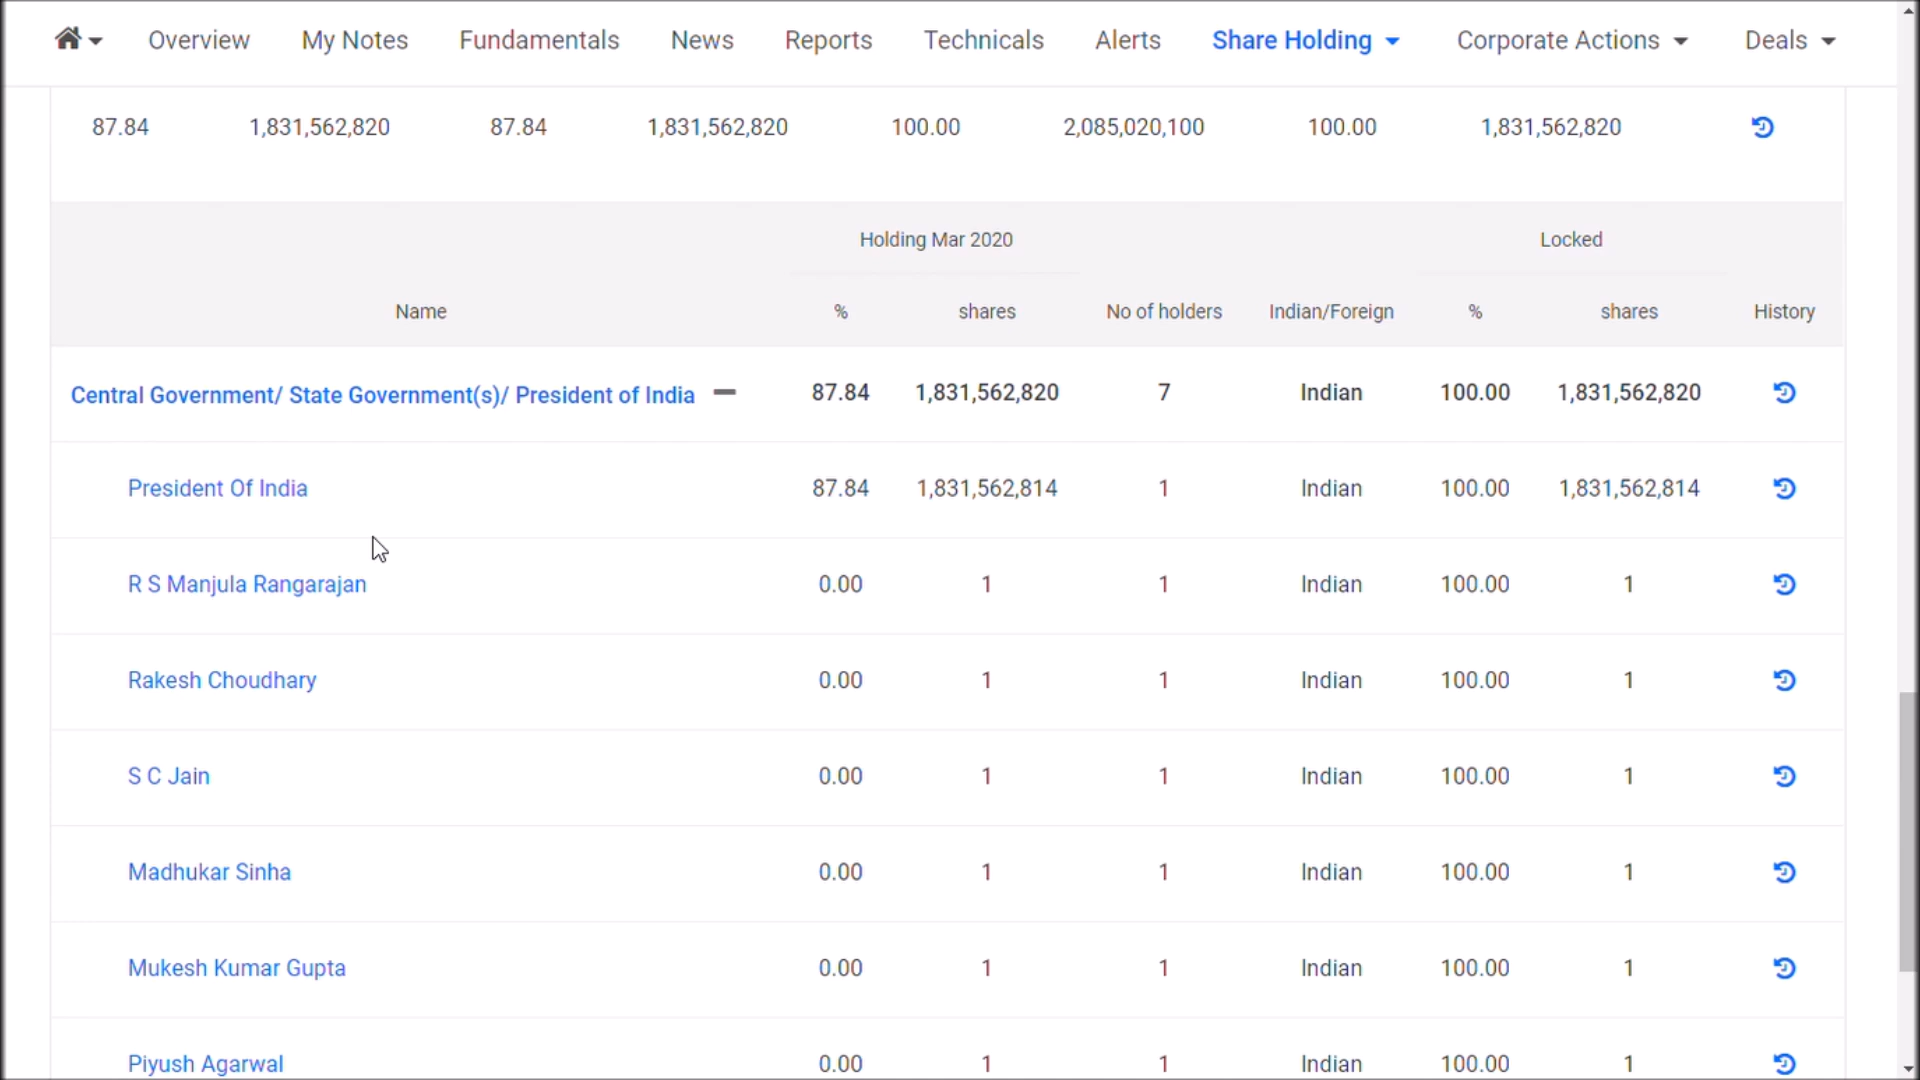 Overview My Notes Fundamentals News Reports Technicals Alerts Share Holding Corporate Actions Deals
87.84 1,831,562,820 87.84 1,831,562,820 100.00 2,085,020,100 100.00 1,831,562,820
Holding Mar 2020 Locked
Name % shares No of holders Indian/Foreign % shares History
Central Government/ State Government(s)/ President of India 87.84 1,831,562,820 7 Indian 100.00 1,831,562,820
President Of India 87.84 1,831,562,814 1 Indian 100.00 1,831,562,814
R S Manjula Rangarajan 0.00 1 1 Indian 100.00 1
Rakesh Choudhary 0.00 1 1 Indian 100.00 1
S C Jain 0.00 1 1 Indian 100.00 1
Madhukar Sinha 0.00 1 1 Indian 100.00 1
Mukesh Kumar Gupta 0.00 1 1 Indian 100.00 1
Piyush Agarwal 0.00 1 1 Indian 100.00 1